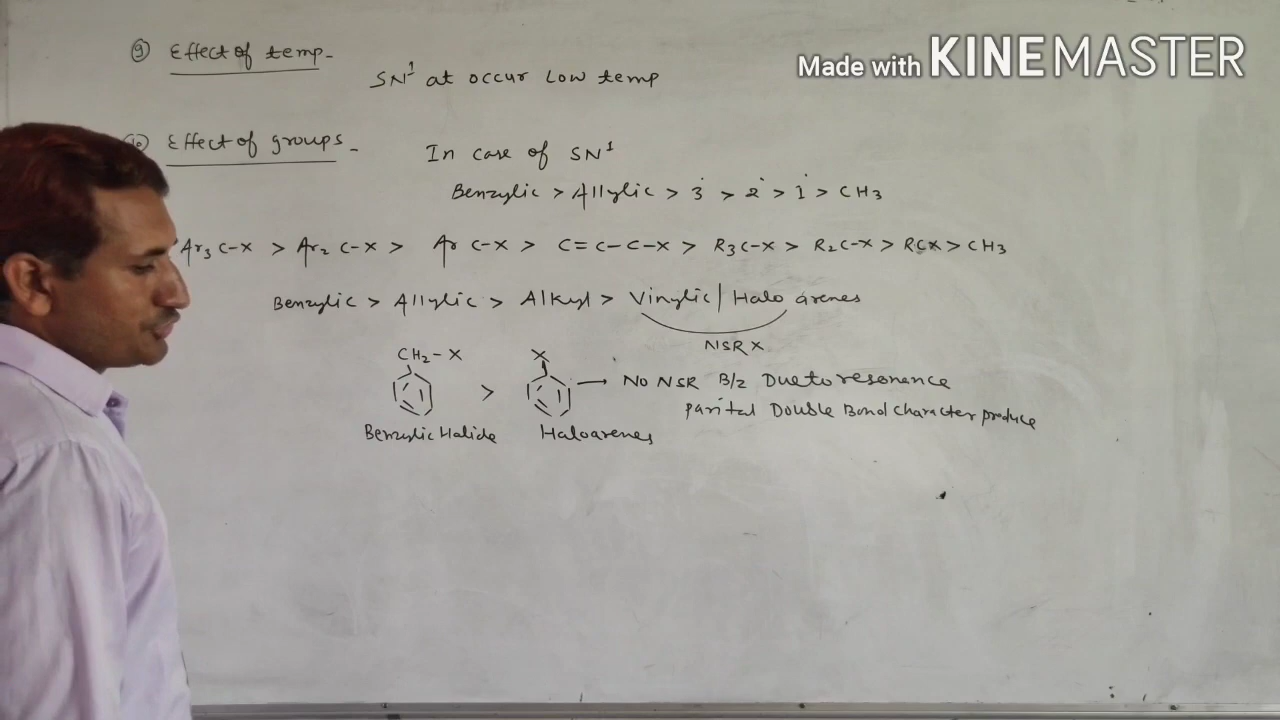 Made with KINEMASTER
⑨ Effect of temp-
SN¹ at occur Low temp
⑩ Effect of groups-
In case of SN¹
Benzylic > Allylic > 3° > 2° > 1° > CH3
Ar3 C-X > Ar2 C-X > Ar C-X > C=C-C-X > R3C-X > R2C-X > RCX > CH3
Benzylic > Allylic > Alkyl > Vinylic | Halo arenes
NSR X
CH2-X
X
> → No NSR B/z Due to resonence
parital Double Bond character produce
Benzylic Halide Haloarenes